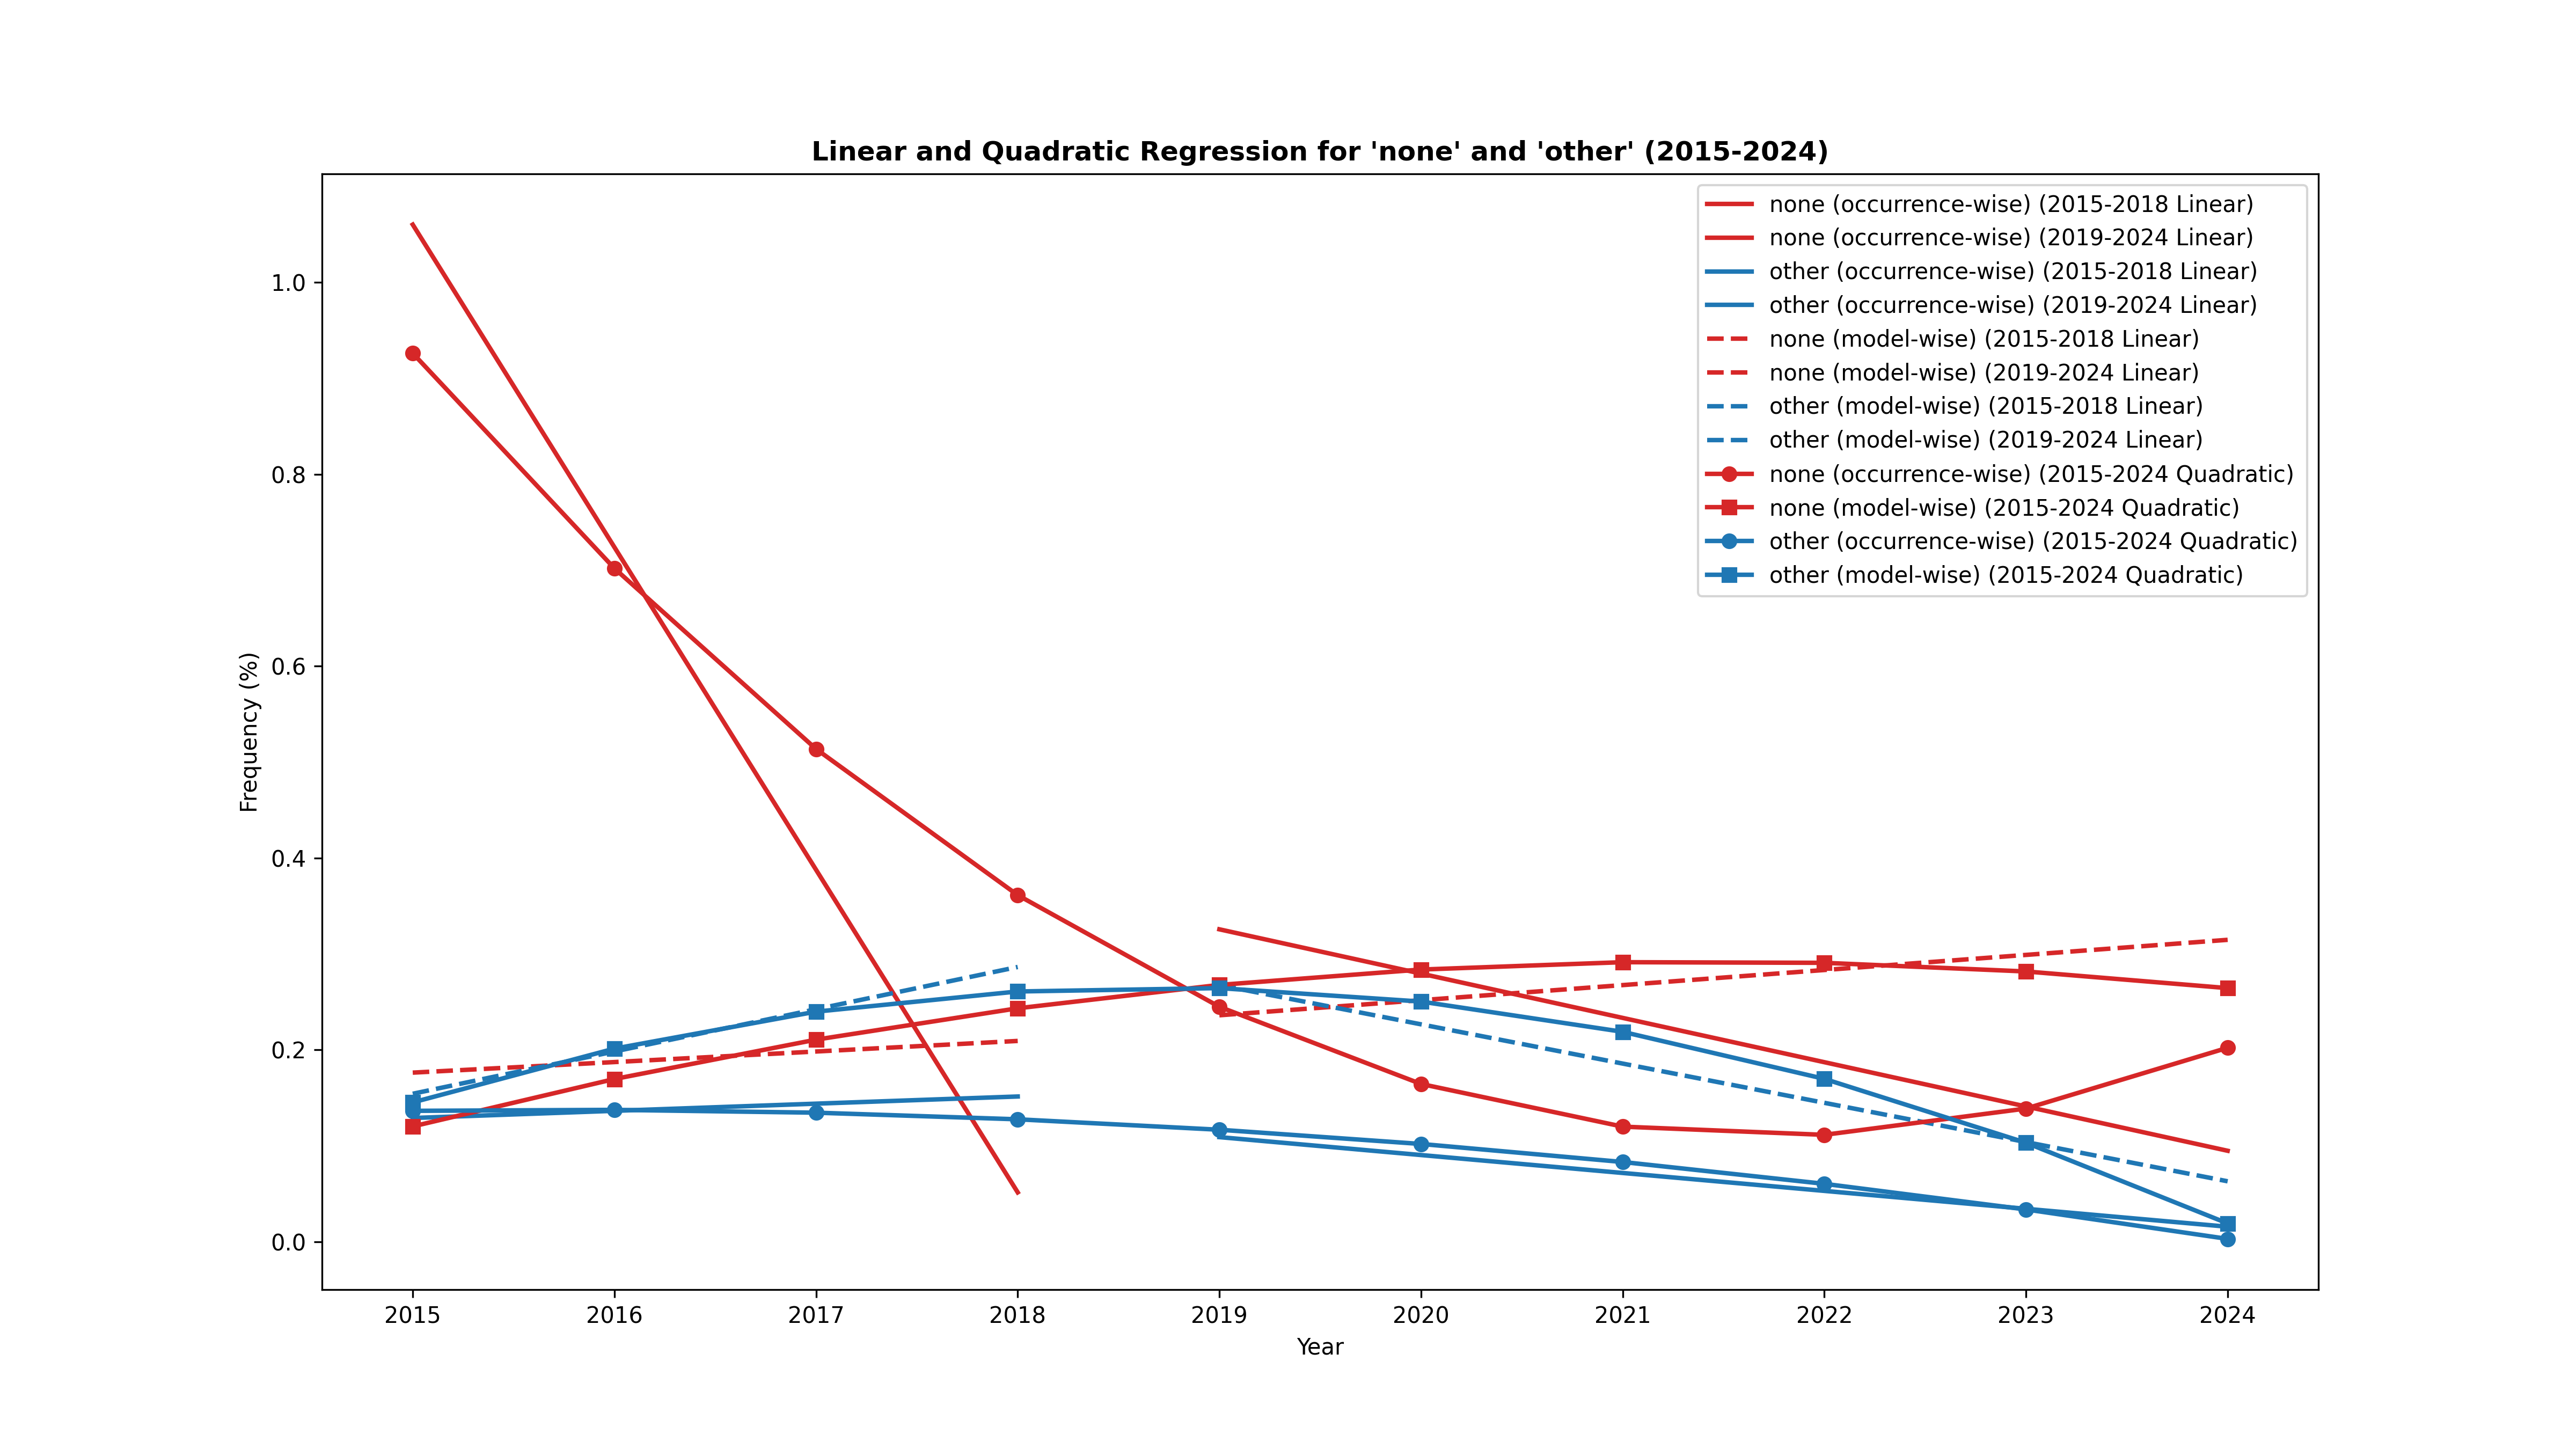 Linear and Quadratic Regression for 'none' and 'other' (2015-2024)
none (occurrence-wise) (2015-2018 Linear)
none (occurrence-wise) (2019-2024 Linear)
other (occurrence-wise) (2015-2018 Linear)
other (occurrence-wise) (2019-2024 Linear)
none (model-wise) (2015-2018 Linear)
none (model-wise) (2019-2024 Linear)
other (model-wise) (2015-2018 Linear)
other (model-wise) (2019-2024 Linear)
none (occurrence-wise) (2015-2024 Quadratic)
none (model-wise) (2015-2024 Quadratic)
other (occurrence-wise) (2015-2024 Quadratic)
other (model-wise) (2015-2024 Quadratic)
Frequency (%)
1.0
0.8
0.6
0.4
0.2
0.0
2015 2016 2017 2018 2019 2020 2021 2022 2023 2024
Year